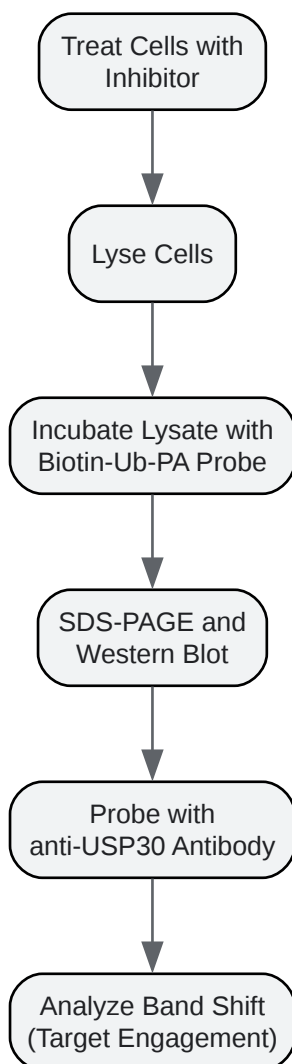 Treat Cells with
Inhibitor
Lyse Cells
Incubate Lysate with
Biotin-Ub-PA Probe
SDS-PAGE and
Western Blot
Probe with
anti-USP30 Antibody
Analyze Band Shift
(Target Engagement)